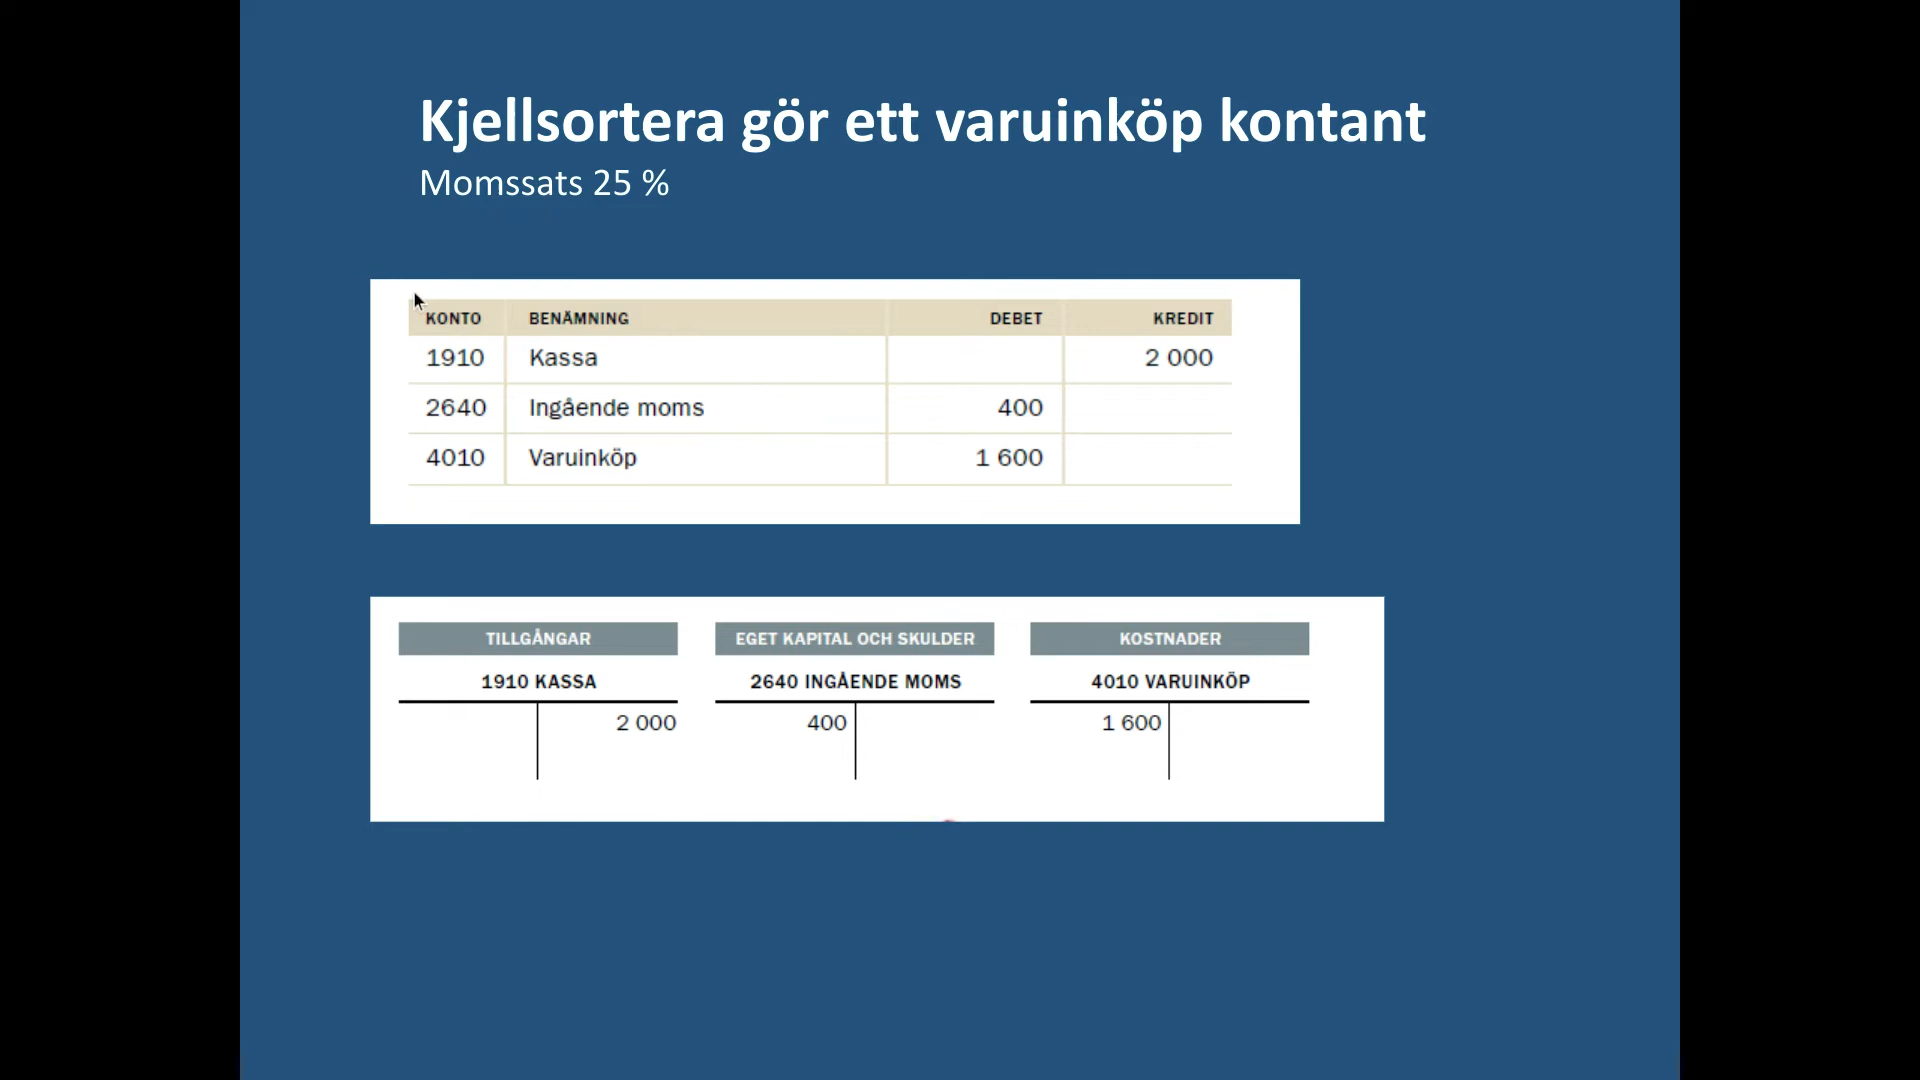 Kjellsortera gör ett varuinköp kontant
Momssats 25 %
KONTO BENÄMNING DEBET KREDIT
1910 Kassa 2 000
2640 Ingående moms 400
4010 Varuinköp 1 600
TILLGÅNGAR EGET KAPITAL OCH SKULDER KOSTNADER
1910 KASSA 2640 INGÅENDE MOMS 4010 VARUINKÖP
2 000 400 1 600